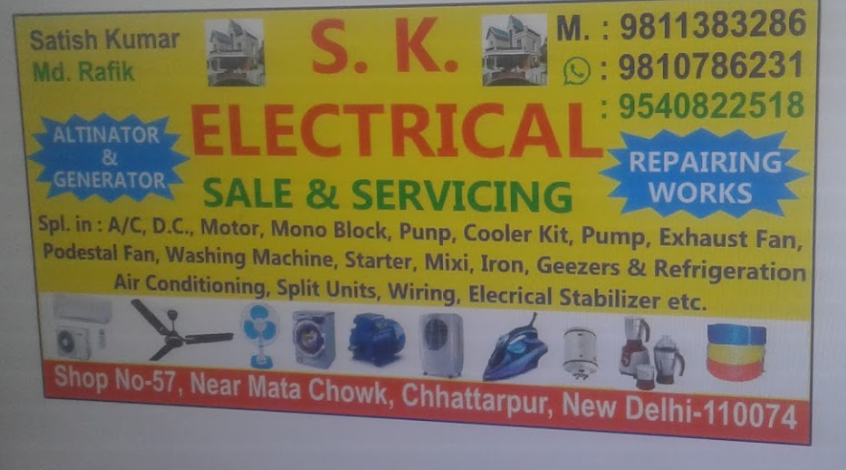 Satish Kumar
Md. Rafik
S. K.
M. : 9811383286
: 9810786231
: 9540822518
ELECTRICAL
ALTINATOR
&
GENERATOR
SALE & SERVICING
REPAIRING
WORKS
Spl. in : A/C, D.C., Motor, Mono Block, Punp, Cooler Kit, Pump, Exhaust Fan,
Podestal Fan, Washing Machine, Starter, Mixi, Iron, Geezers & Refrigeration
Air Conditioning, Split Units, Wiring, Elecrical Stabilizer etc.
Shop No-57, Near Mata Chowk, Chhattarpur, New Delhi-110074